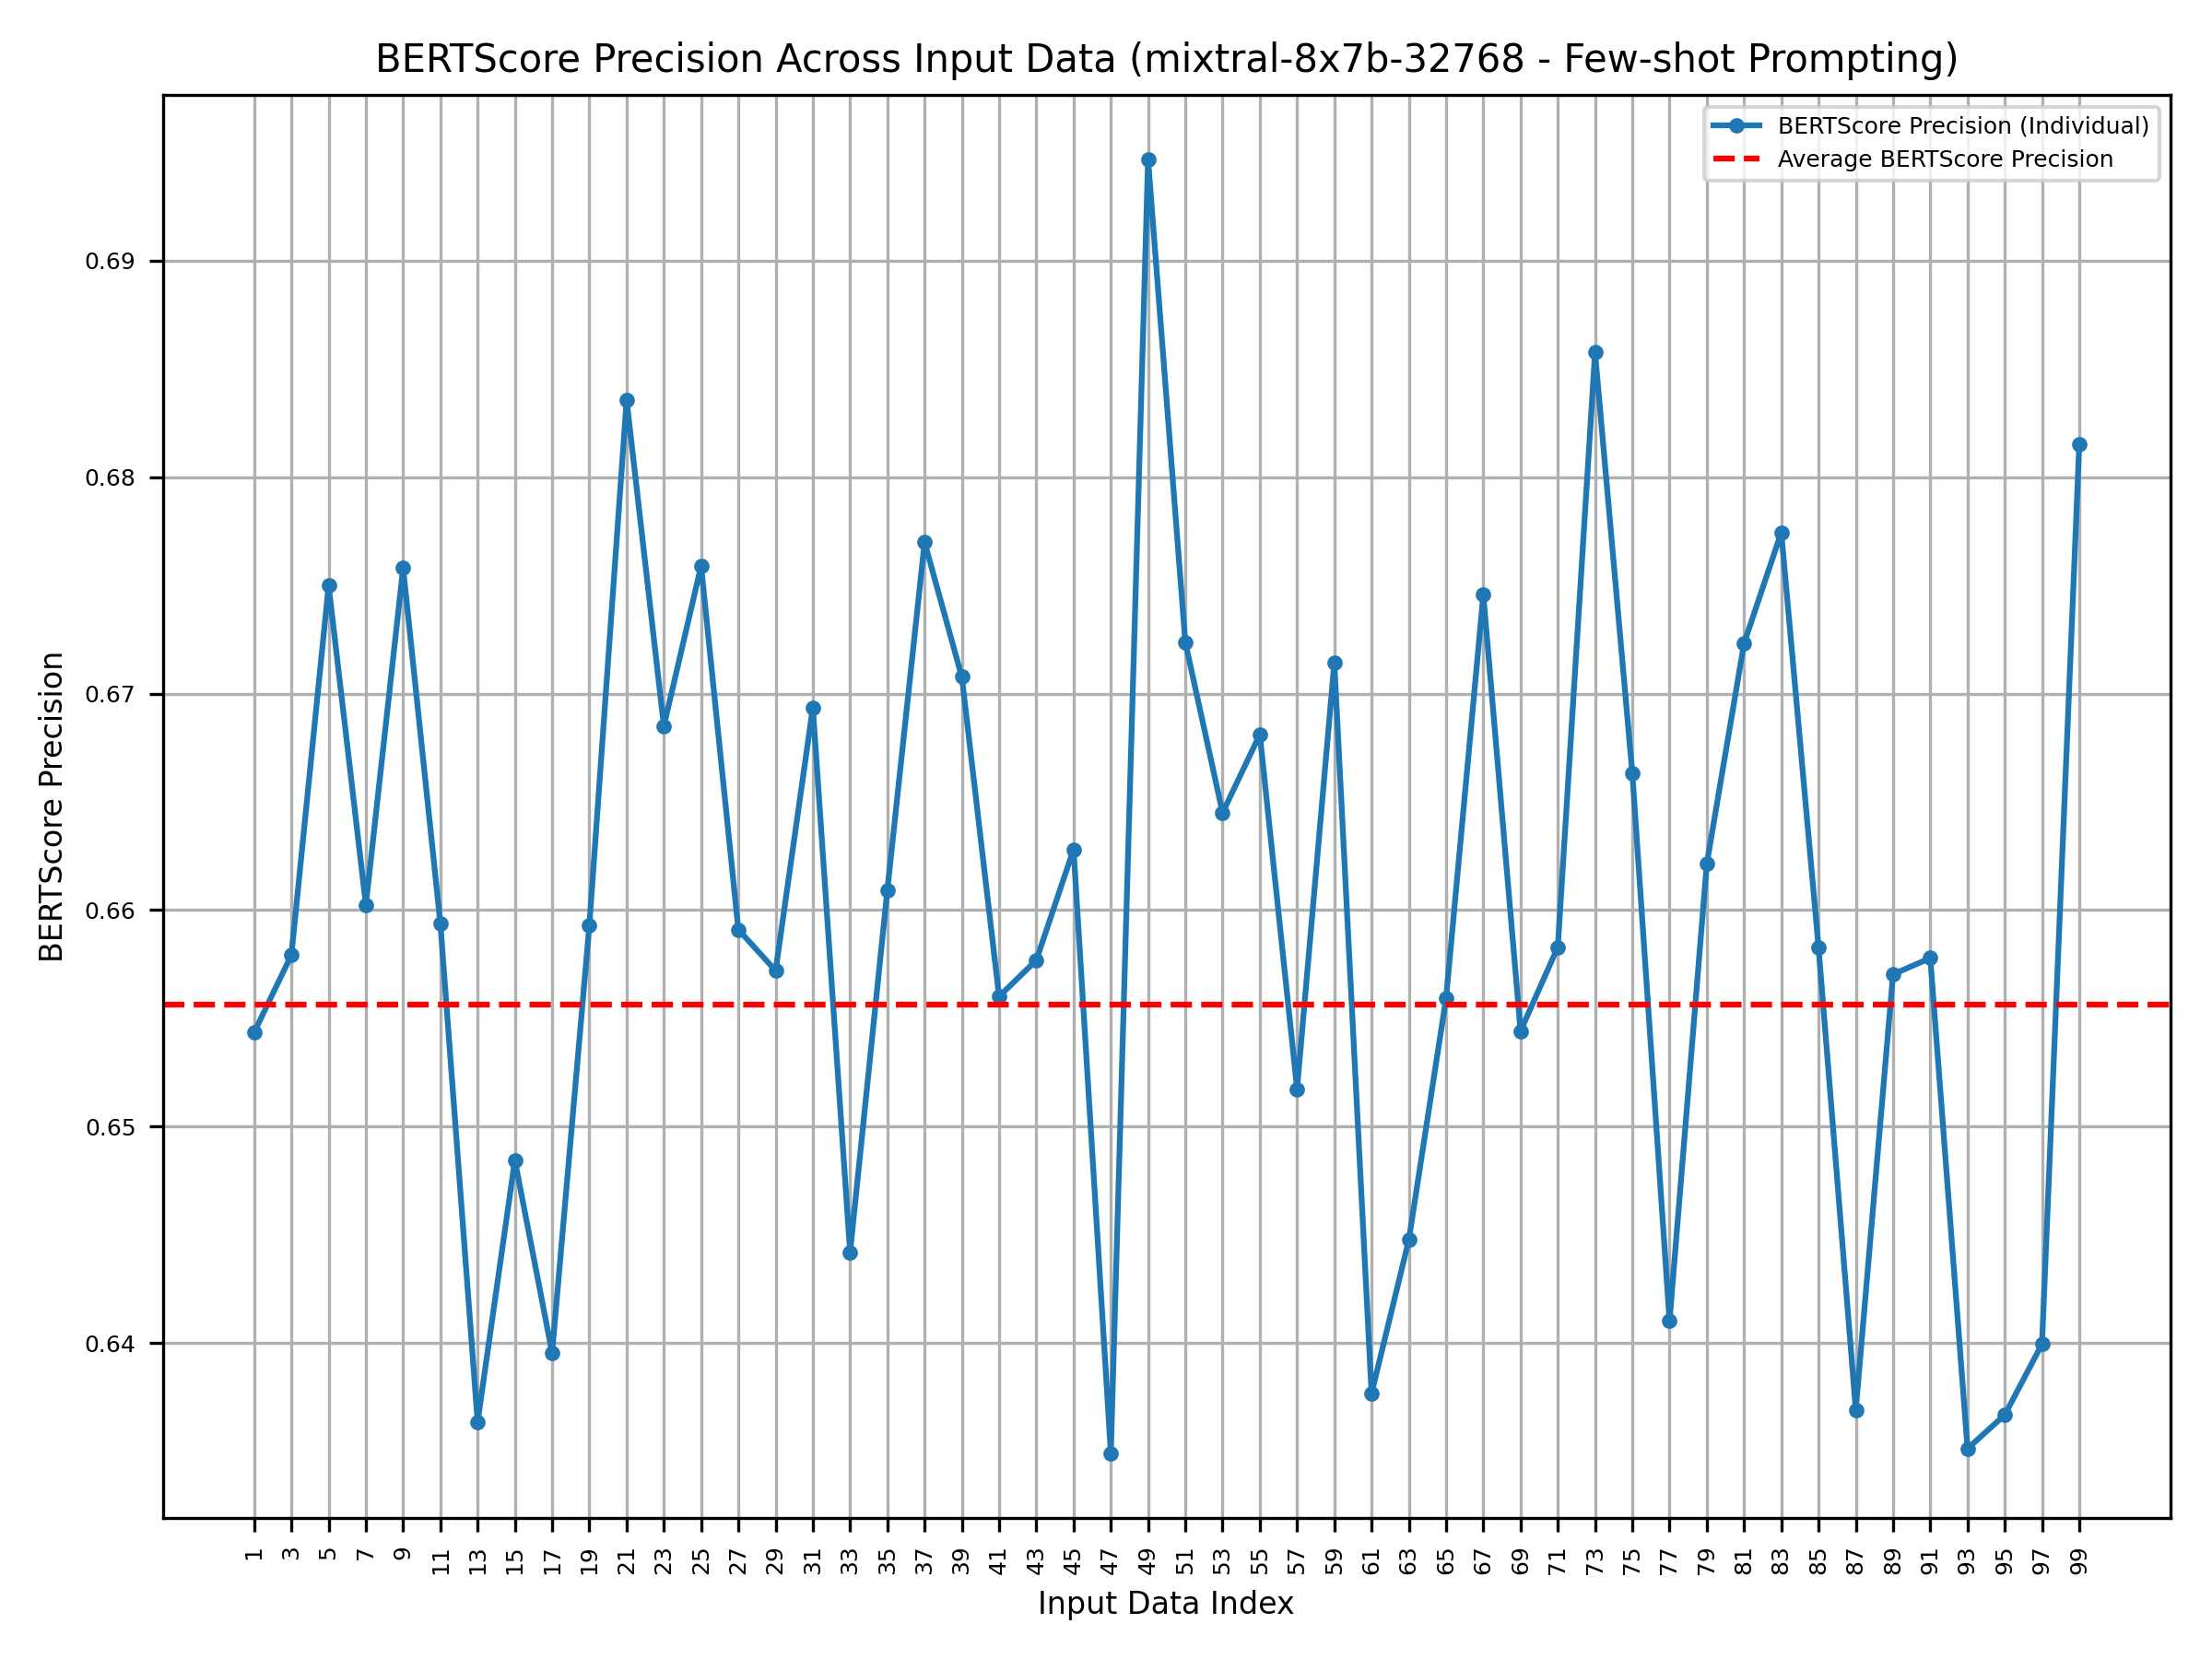 BERTScore Precision Across Input Data (mixtral-8x7b-32768 - Few-shot Prompting)
BERTScore Precision (Individual)
Average BERTScore Precision
0.69
0.68
0.67
0.66
0.65
0.64
BERTScore Precision
1 3 5 7 9 11 13 15 17 19 21 23 25 27 29 31 33 35 37 39 41 43 45 47 49 51 53 55 57 59 61 63 65 67 69 71 73 75 77 79 81 83 85 87 89 91 93 95 97 99
Input Data Index